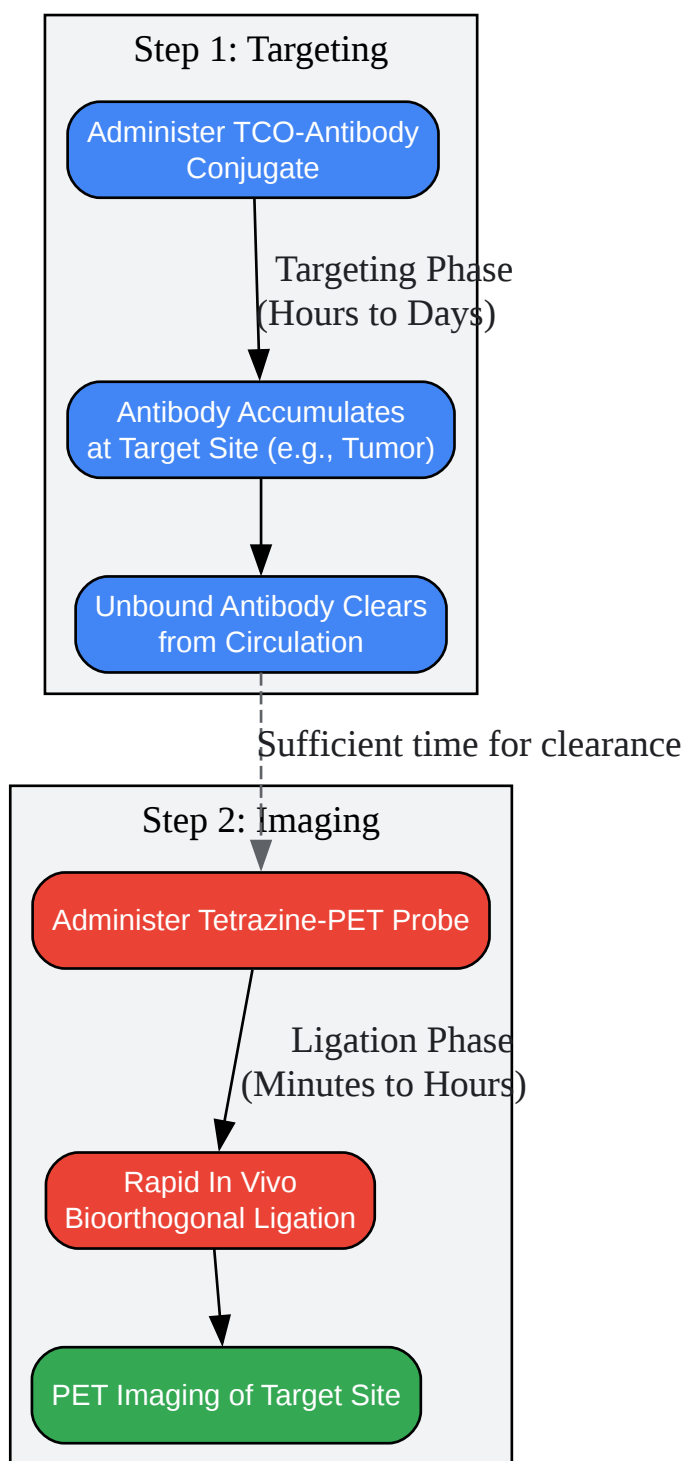 Step 1: Targeting
Administer TCO-Antibody
Conjugate
Targeting Phase
(Hours to Days)
Antibody Accumulates
at Target Site (e.g., Tumor)
Unbound Antibody Clears
from Circulation
Sufficient time for clearance
Step 2: Imaging
Administer Tetrazine-PET Probe
Ligation Phase
(Minutes to Hours)
Rapid In Vivo
Bioorthogonal Ligation
PET Imaging of Target Site